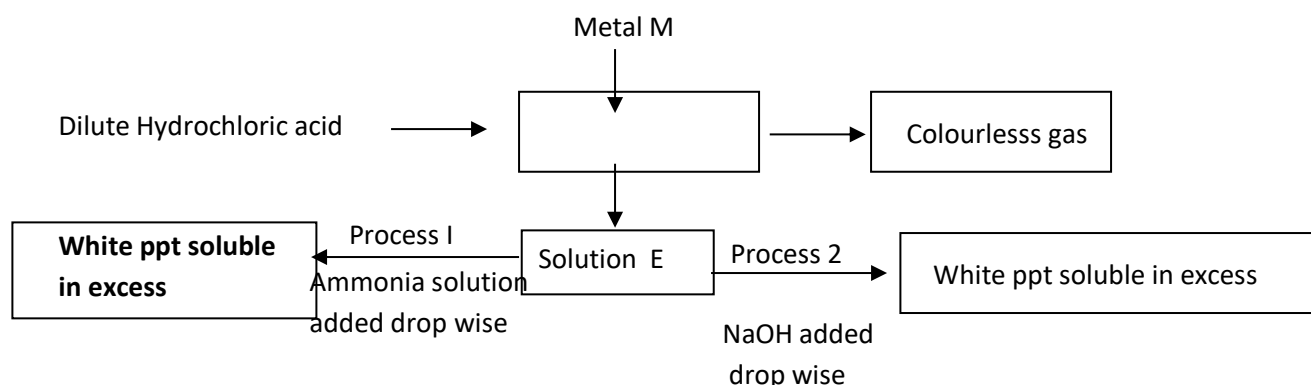 Metal M
Dilute Hydrochloric acid
Colourlesss gas
White ppt soluble
in excess
Process I
Ammonia solution
added drop wise
Solution E
Process 2
NaOH added
drop wise
White ppt soluble in excess